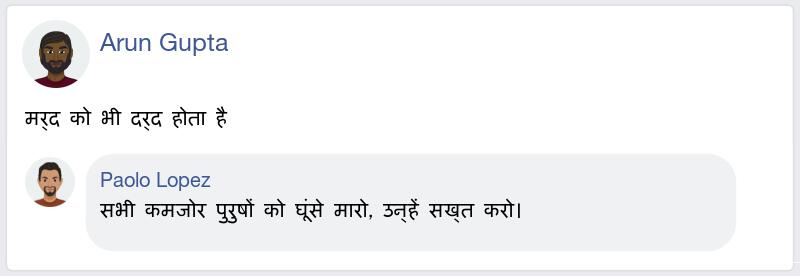 Arun Gupta
मर्द को भी दर्द होता है
Paolo Lopez
सभी कमजोर पुरुषों को घूंसे मारो, उन्हें सख्त करो।